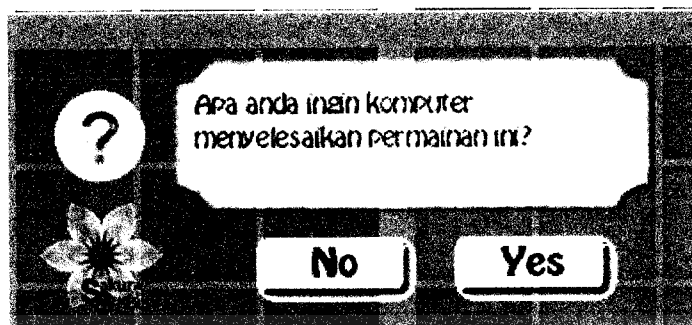 ?
Apa anda ingin komputer
menyelesaikan permainan ini?
No
Yes